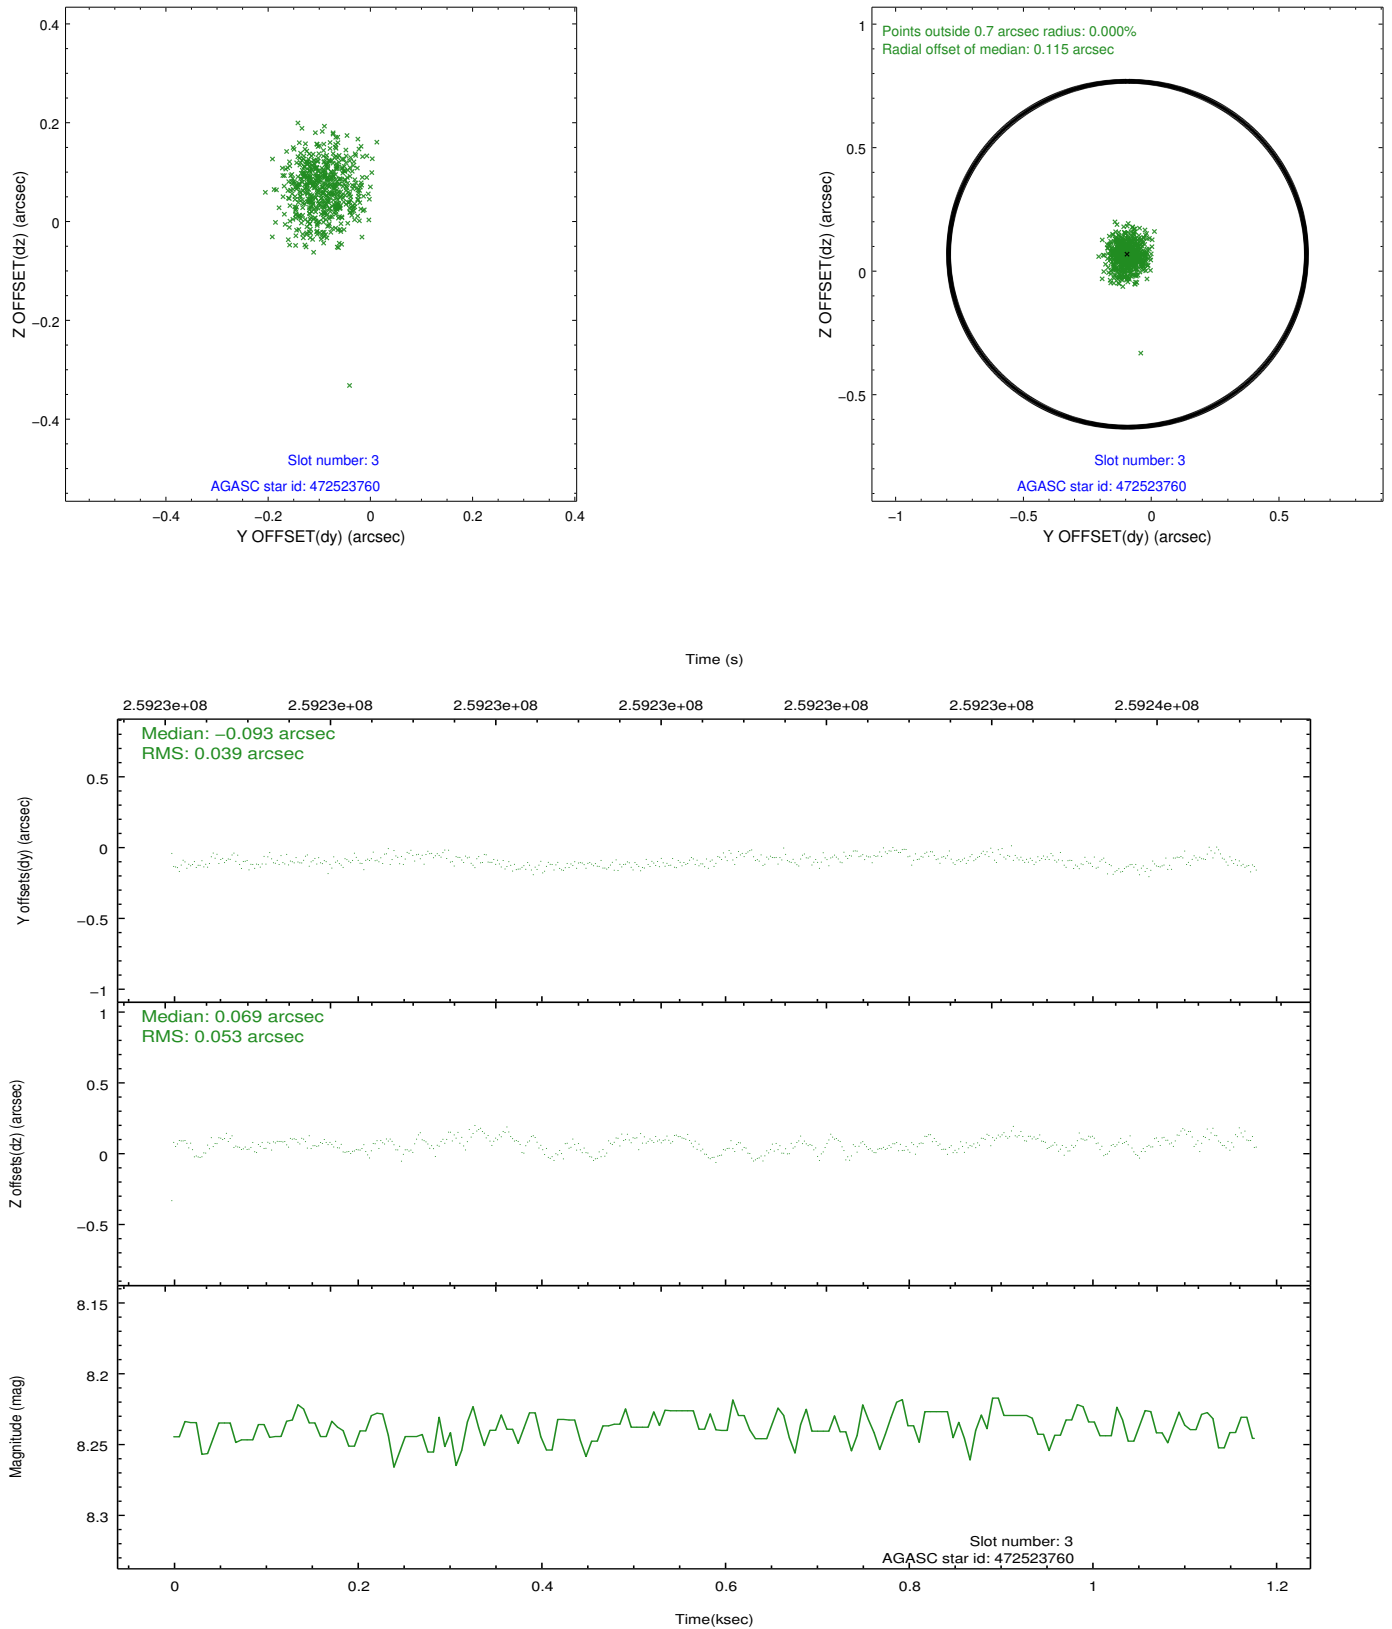 0.4
0.2
0
−0.2
−0.4
Z OFFSET(dz) (arcsec)
Slot number: 3
AGASC star id: 472523760
−0.4
−0.2
0
0.2
0.4
Y OFFSET(dy) (arcsec)
Points outside 0.7 arcsec radius: 0.000%
Radial offset of median: 0.115 arcsec
1
0.5
0
−0.5
Z OFFSET(dz) (arcsec)
Slot number: 3
AGASC star id: 472523760
−1
−0.5
0
0.5
Y OFFSET(dy) (arcsec)
Time (s)
2.5923e+08
2.5923e+08
2.5923e+08
2.5923e+08
2.5923e+08
2.5923e+08
2.5924e+08
Median: −0.093 arcsec
RMS: 0.039 arcsec
0.5
0
−0.5
−1
Y offsets(dy) (arcsec)
Median: 0.069 arcsec
RMS: 0.053 arcsec
1
0.5
0
−0.5
Z offsets(dz) (arcsec)
8.15
8.2
8.25
8.3
Magnitude (mag)
Slot number: 3
AGASC star id: 472523760
0
0.2
0.4
0.6
0.8
1
1.2
Time(ksec)